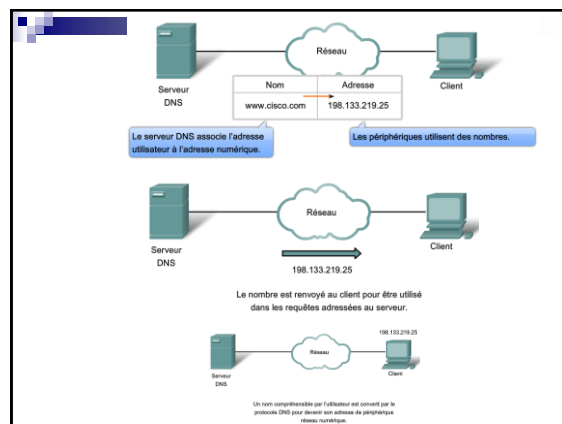 Réseau
Serveur
DNS
Client
Nom Adresse
www.cisco.com 198.133.219.25
Le serveur DNS associe l'adresse
utilisateur à l'adresse numérique.
Les périphériques utilisent des nombres.
Réseau
Serveur
DNS
Client
198.133.219.25
Le nombre est renvoyé au client pour être utilisé
dans les requêtes adressées au serveur.
198.133.219.25
Réseau
Serveur
DNS
Client
Un nom compréhensible par l'utilisateur est converti par le
protocole DNS pour devenir son adresse de périphérique
réseau numérique.